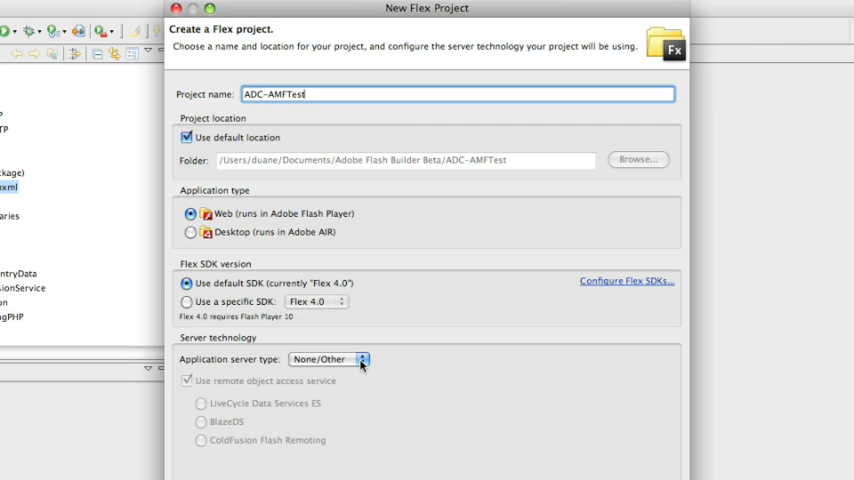 New Flex Project
Create a Flex project.
Choose a name and location for your project, and configure the server technology your project will be using.
Fx
Project name: ADC-AMFTest
Project location
Use default location
Folder: /Users/duane/Documents/Adobe Flash Builder Beta/ADC-AMFTest Browse...
Application type
Web (runs in Adobe Flash Player)
Desktop (runs in Adobe AIR)
Flex SDK version
Use default SDK (currently "Flex 4.0") Configure Flex SDKs...
Use a specific SDK: Flex 4.0
Flex 4.0 requires Flash Player 10
Server technology
Application server type: None/Other
Use remote object access service
LiveCycle Data Services ES
BlazeDS
ColdFusion Flash Remoting
TP
ckage)
xml
aries
ntryData
ionService
on
gPHP